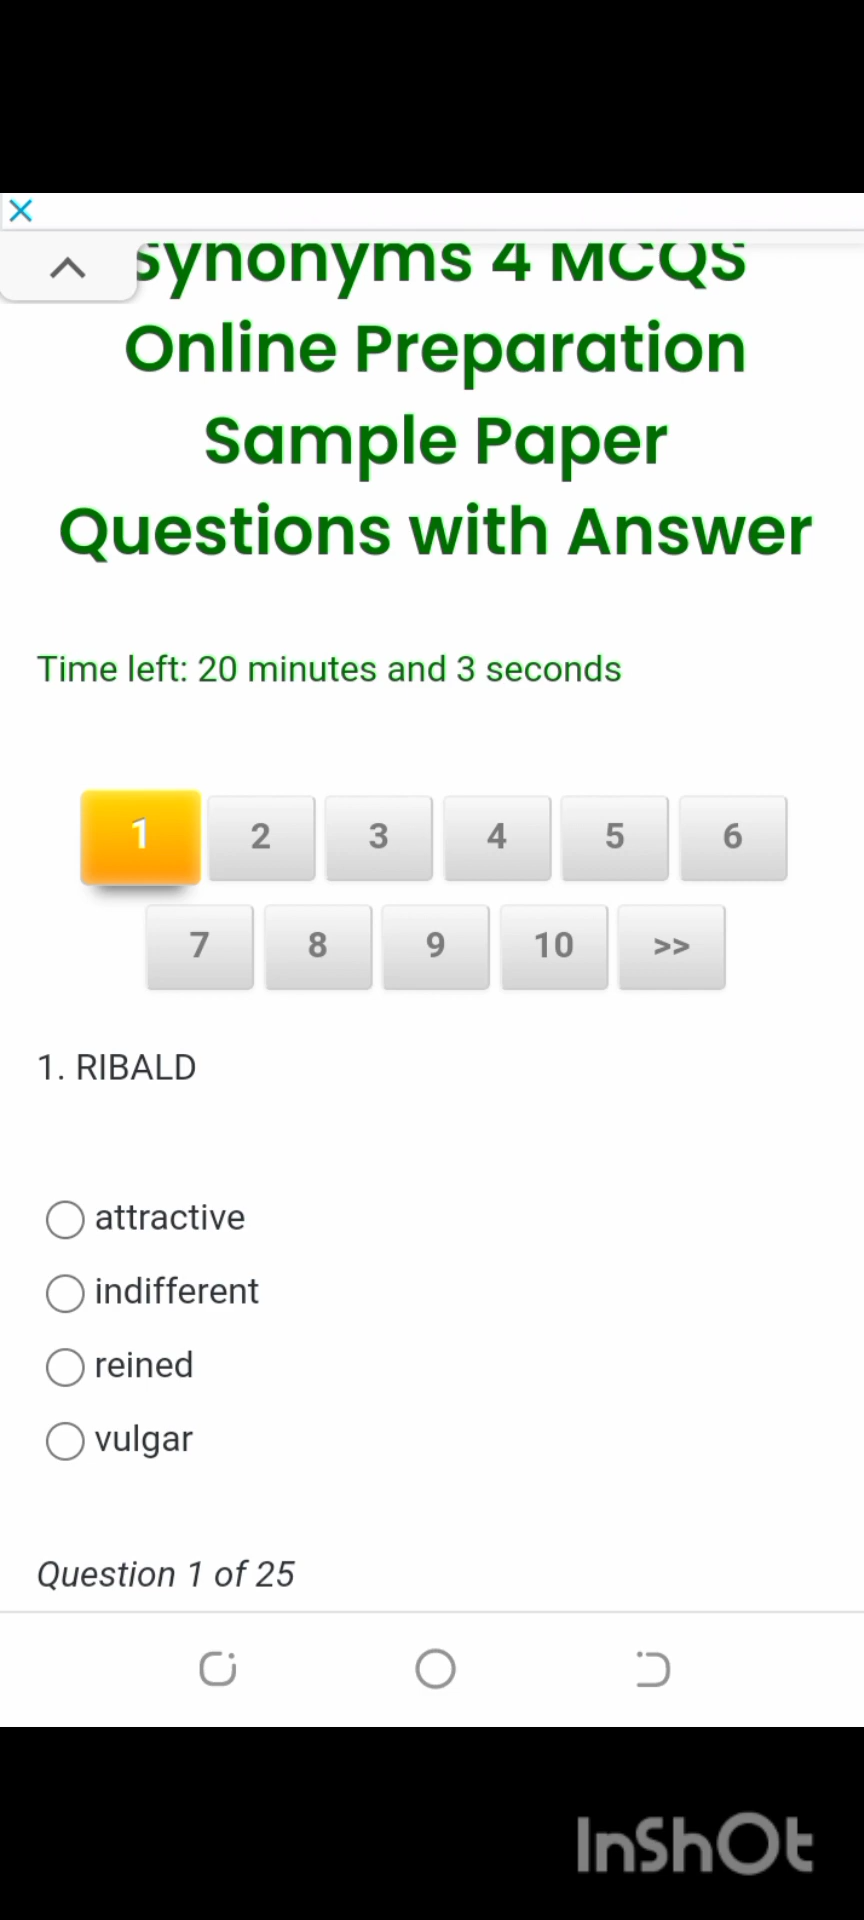 Synonyms 4 MCQS
Online Preparation
Sample Paper
Questions with Answer
Time left: 20 minutes and 3 seconds
1 2 3 4 5 6
7 8 9 10 >>
1. RIBALD
attractive
indifferent
reined
vulgar
Question 1 of 25
InShOt